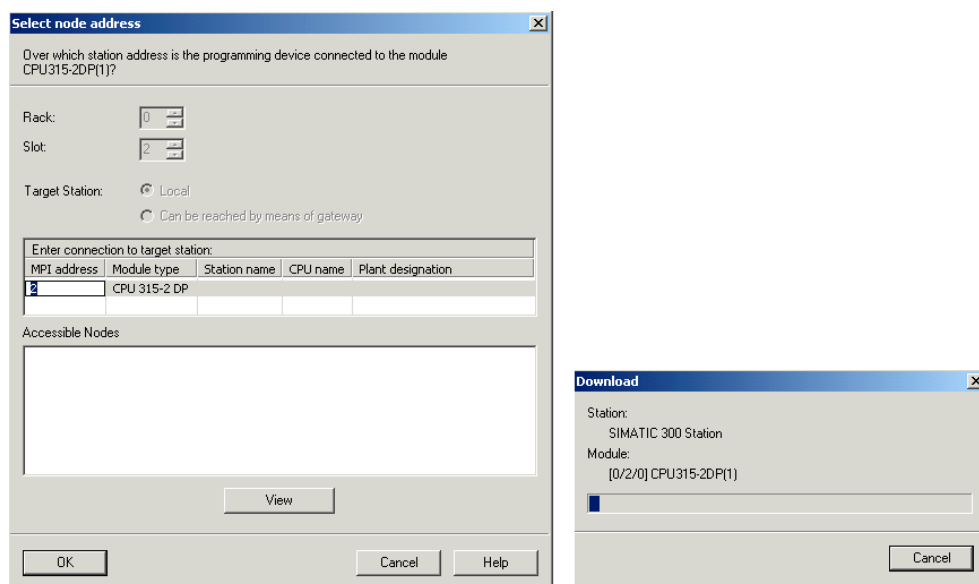 Select node address
Over which station address is the programming device connected to the module
CPU315-2DP(1)?
Rack: 0
Slot: 2
Target Station: Local
Can be reached by means of gateway
Enter connection to target station:
MPI address Module type Station name CPU name Plant designation
2 CPU 315-2 DP
Accessible Nodes
View
OK Cancel Help
Download
Station:
SIMATIC 300 Station
Module:
[0/2/0] CPU315-2DP(1)
Cancel